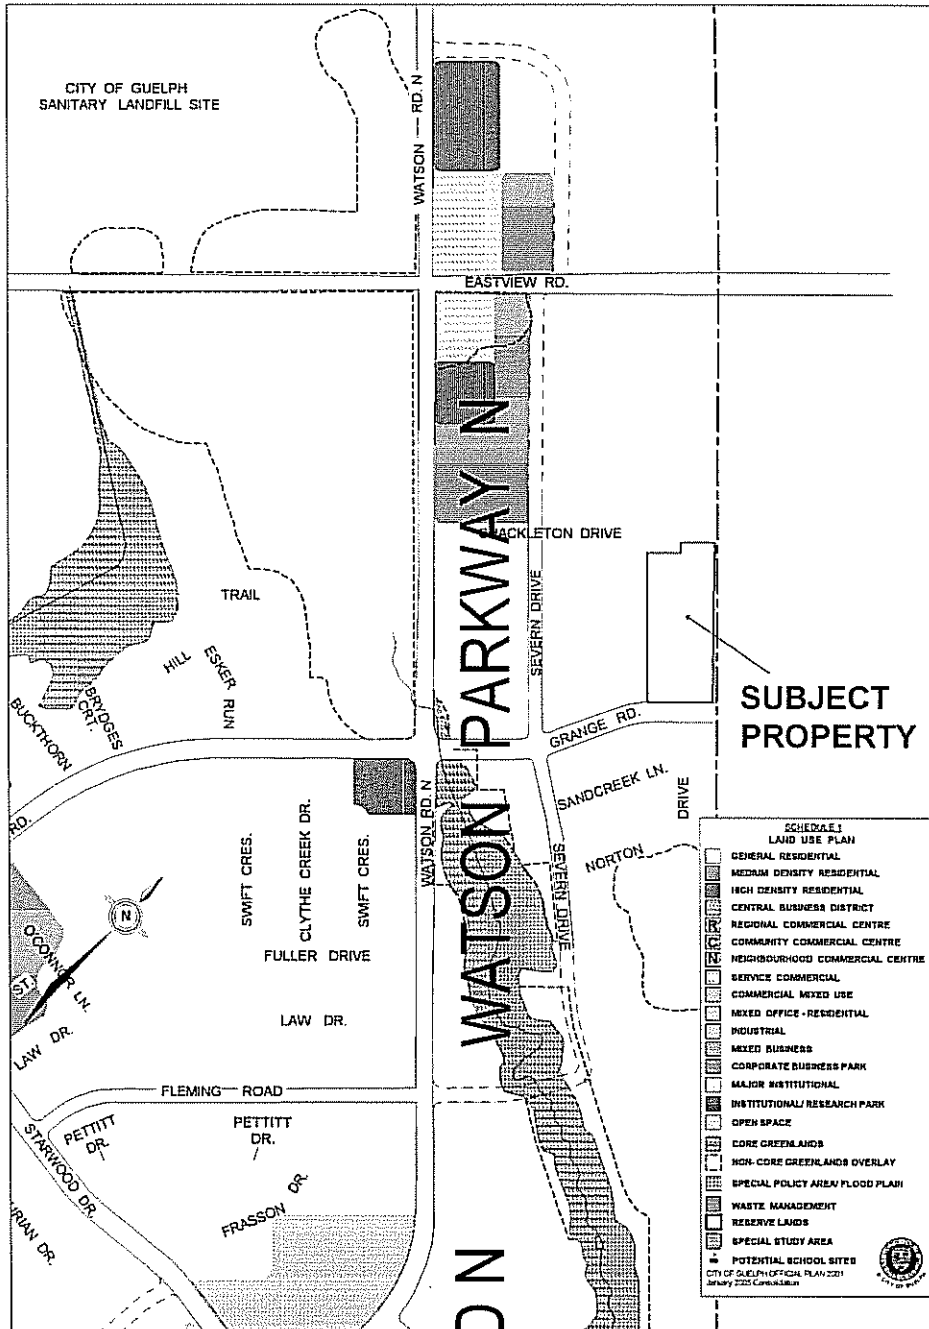 CITY OF GUELPH
SANITARY LANDFILL SITE
WATSON RD. N
EASTVIEW RD.
WATSON PARKWAY N
SHACKLETON DRIVE
SEVERN DRIVE
TRAIL
HILL
ESKER RUN
BRYDGES CRT.
BUCKTHORN
SUBJECT
PROPERTY
GRANGE RD.
RD.
WATSON RD. N
SANDCREEK LN.
DRIVE
NORTON
SEVERN DRIVE
SWIFT CRES.
CLYTHE CREEK DR.
SWIFT CRES.
N
FULLER DRIVE
O'CONNOR LN.
ST.
LAW DR.
LAW DR.
FLEMING ROAD
PETTITT DR.
PETTITT
DR.
STARWOOD DR.
FRASSON DR.
URIAN DR.
ON
SCHEDULE 1
LAND USE PLAN
GENERAL RESIDENTIAL
MEDIUM DENSITY RESIDENTIAL
HIGH DENSITY RESIDENTIAL
CENTRAL BUSINESS DISTRICT
R REGIONAL COMMERCIAL CENTRE
C COMMUNITY COMMERCIAL CENTRE
N NEIGHBOURHOOD COMMERCIAL CENTRE
SERVICE COMMERCIAL
COMMERCIAL MIXED USE
MIXED OFFICE - RESIDENTIAL
INDUSTRIAL
MIXED BUSINESS
CORPORATE BUSINESS PARK
MAJOR INSTITUTIONAL
INSTITUTIONAL/ RESEARCH PARK
OPEN SPACE
CORE GREENLANDS
NON-CORE GREENLANDS OVERLAY
SPECIAL POLICY AREA/ FLOOD PLAIN
WASTE MANAGEMENT
RESERVE LANDS
SPECIAL STUDY AREA
POTENTIAL SCHOOL SITES
CITY OF GUELPH OFFICIAL PLAN 2001
January 2005 Consolidation